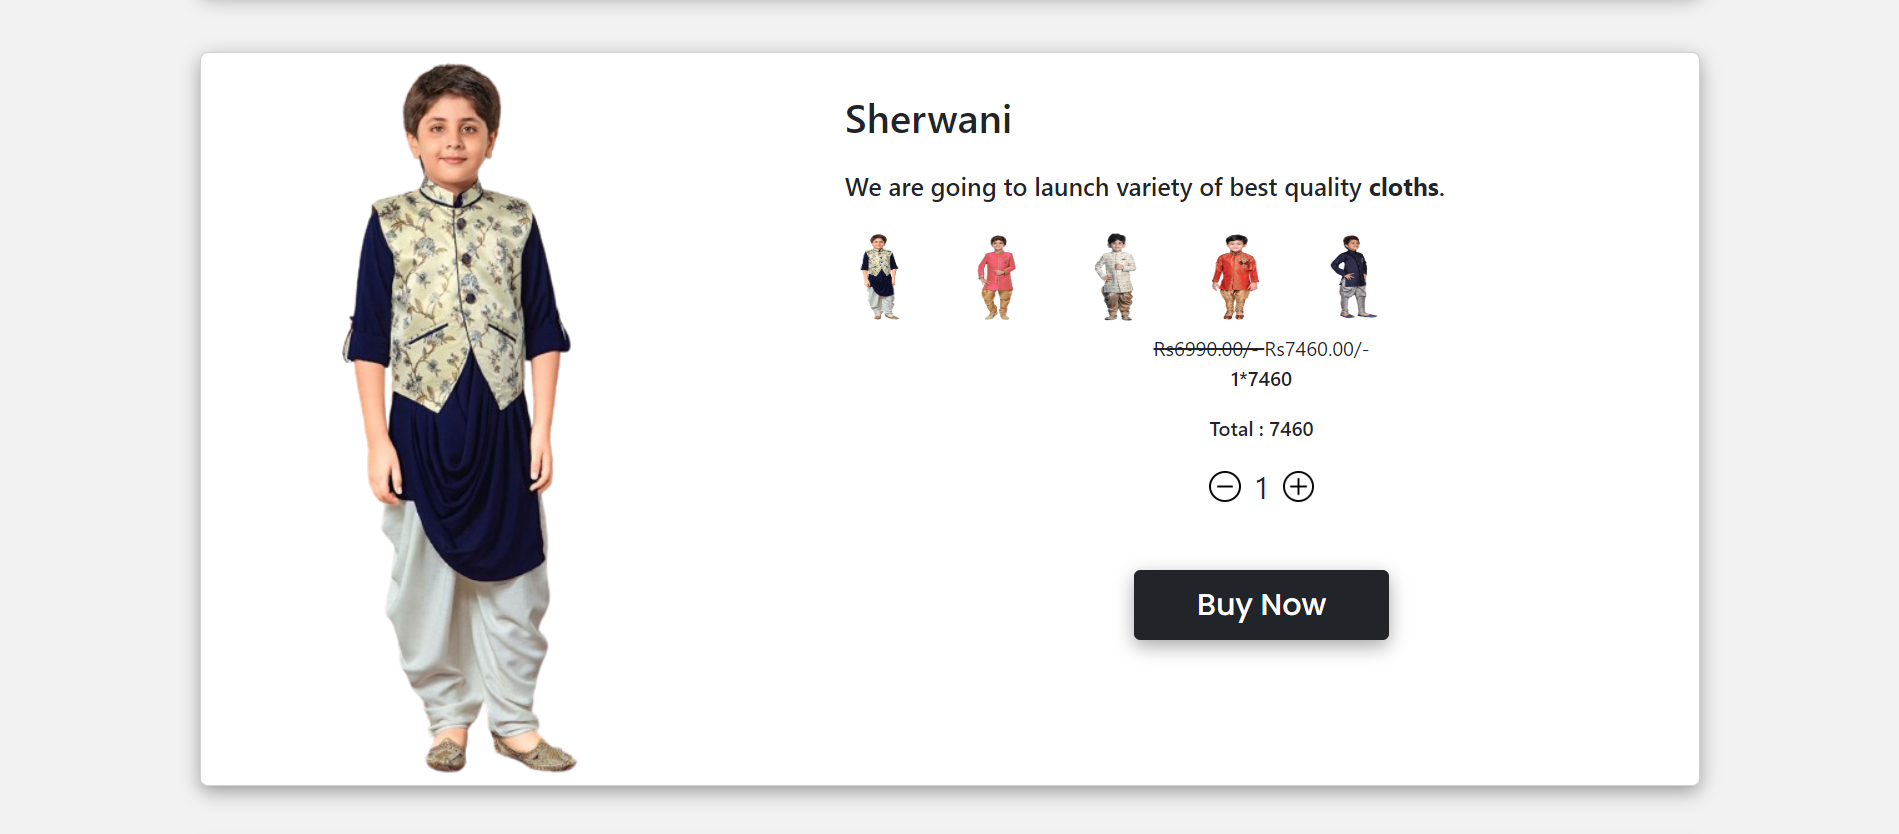 Sherwani
We are going to launch variety of best quality cloths.
Rs6990.00/- Rs7460.00/-
1*7460
Total : 7460
1
Buy Now